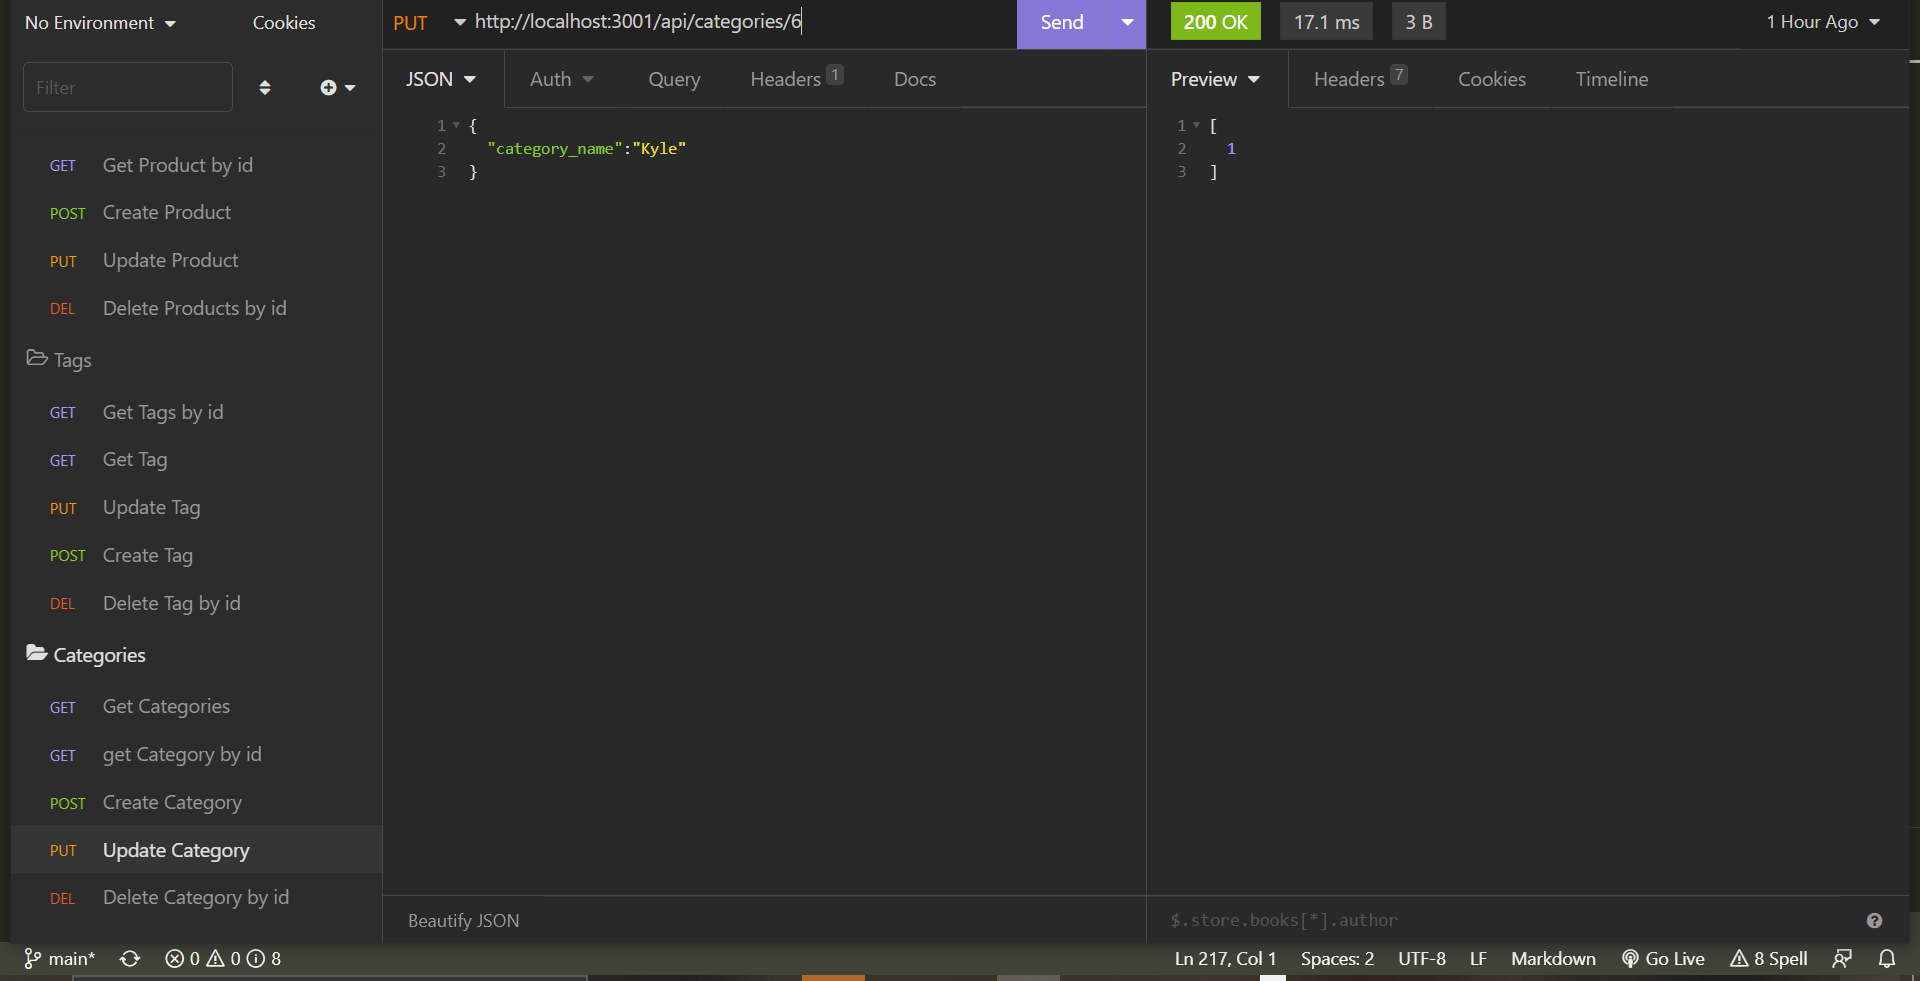 No Environment
Cookies
Filter
GET Get Product by id
POST Create Product
PUT Update Product
DEL Delete Products by id
Tags
GET Get Tags by id
GET Get Tag
PUT Update Tag
POST Create Tag
DEL Delete Tag by id
Categories
GET Get Categories
GET get Category by id
POST Create Category
PUT Update Category
DEL Delete Category by id
PUT http://localhost:3001/api/categories/6 Send
JSON Auth Query Headers 1 Docs
1 {
2 "category_name":"Kyle"
3 }
Beautify JSON
200 OK 17.1 ms 3 B 1 Hour Ago
Preview Headers 7 Cookies Timeline
1 [
2 1
3 ]
$.store.books[*].author
main* 0 0 8 Ln 217, Col 1 Spaces: 2 UTF-8 LF Markdown Go Live 8 Spell